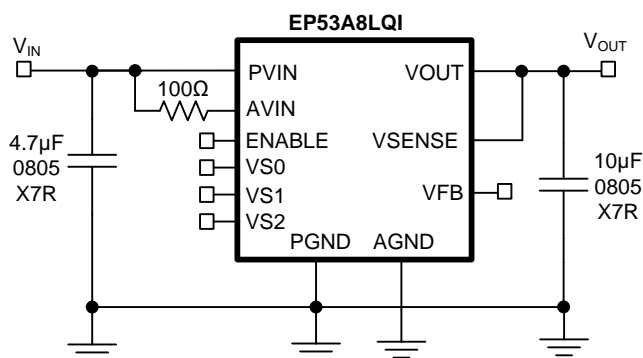 EP53A8LQI
VIN
VOUT
100Ω
PVIN
VOUT
AVIN
4.7µF
0805
X7R
ENABLE
VSENSE
VS0
VS1
VFB
VS2
10µF
0805
X7R
PGND
AGND